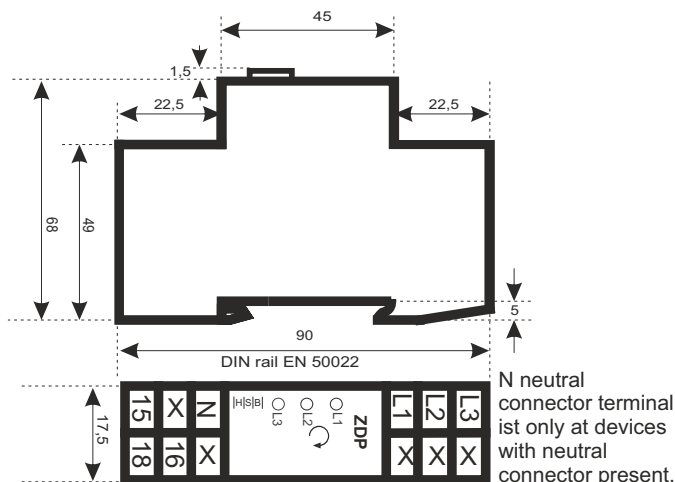 45
1,5
22,5
22,5
68
49
5
90
DIN rail EN 50022
N neutral
connector terminal
ist only at devices
with neutral
connector present.
17,5
15 X N
18 16 X
|H|S|B|
L3
L2
L1
ZDP
L1 L2 L3
X X X